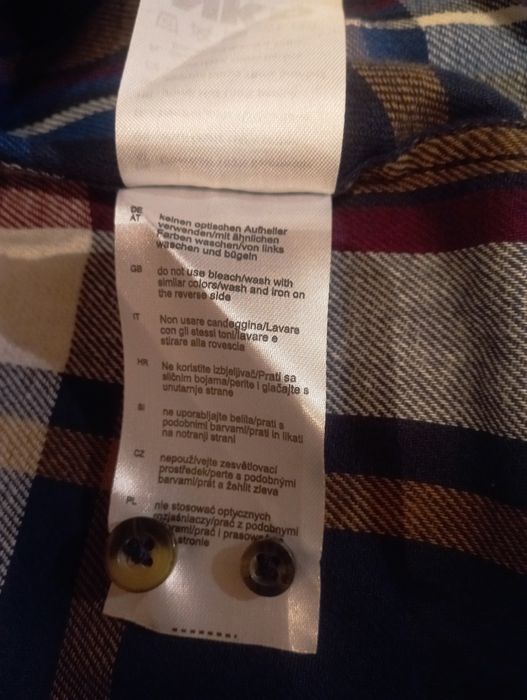 DE
AT
keinen optischen Aufheller
verwenden/mit ähnlichen
Farben waschen/von links
waschen und bügeln
GB
do not use bleach/wash with
similar colors/wash and iron on
the reverse side
IT
Non usare candeggina/Lavare
con gli stessi toni/lavare e
stirare alla rovescia
HR
Ne koristite izbjeljivač/Prati sa
sličnim bojama/perite i glačajte s
unutarnje strane
SI
ne uporabljajte belila/prati s
podobnimi barvami/prati in likati
na notranji strani
CZ
nepoužívejte zesvětlovací
prostředek/perte s podobnými
barvami/prát a žehlit zleva
PL
nie stosować optycznych
rozjaśniaczy/prać z podobnymi
prać i
stronie